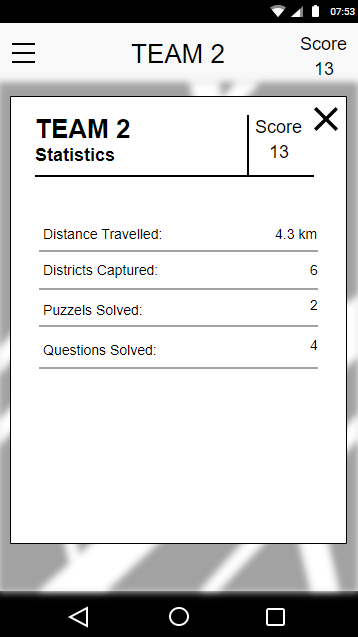 07:53
TEAM 2
Score
13
TEAM 2
Statistics
Score
13
Distance Travelled: 4.3 km
Districts Captured: 6
Puzzels Solved: 2
Questions Solved: 4